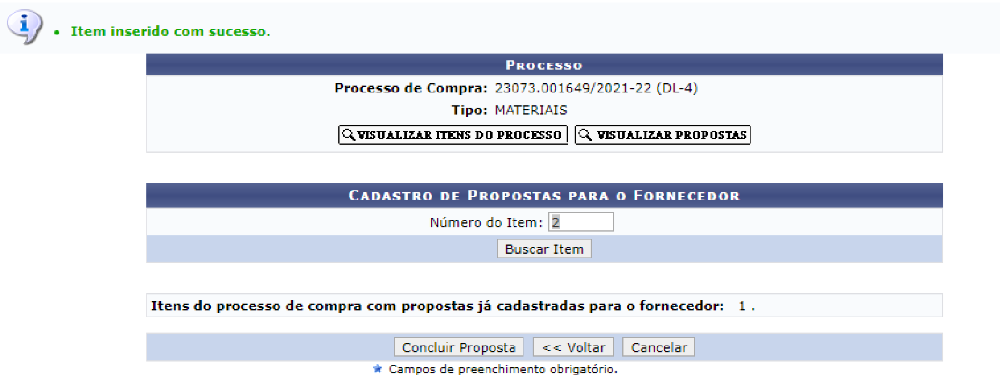 Item inserido com sucesso.
PROCESSO
Processo de Compra: 23073.001649/2021-22 (DL-4)
Tipo: MATERIAIS
VISUALIZAR ITENS DO PROCESSO VISUALIZAR PROPOSTAS
CADASTRO DE PROPOSTAS PARA O FORNECEDOR
Número do Item: 2
Buscar Item
Itens do processo de compra com propostas já cadastradas para o fornecedor: 1 .
Concluir Proposta << Voltar Cancelar
Campos de preenchimento obrigatório.